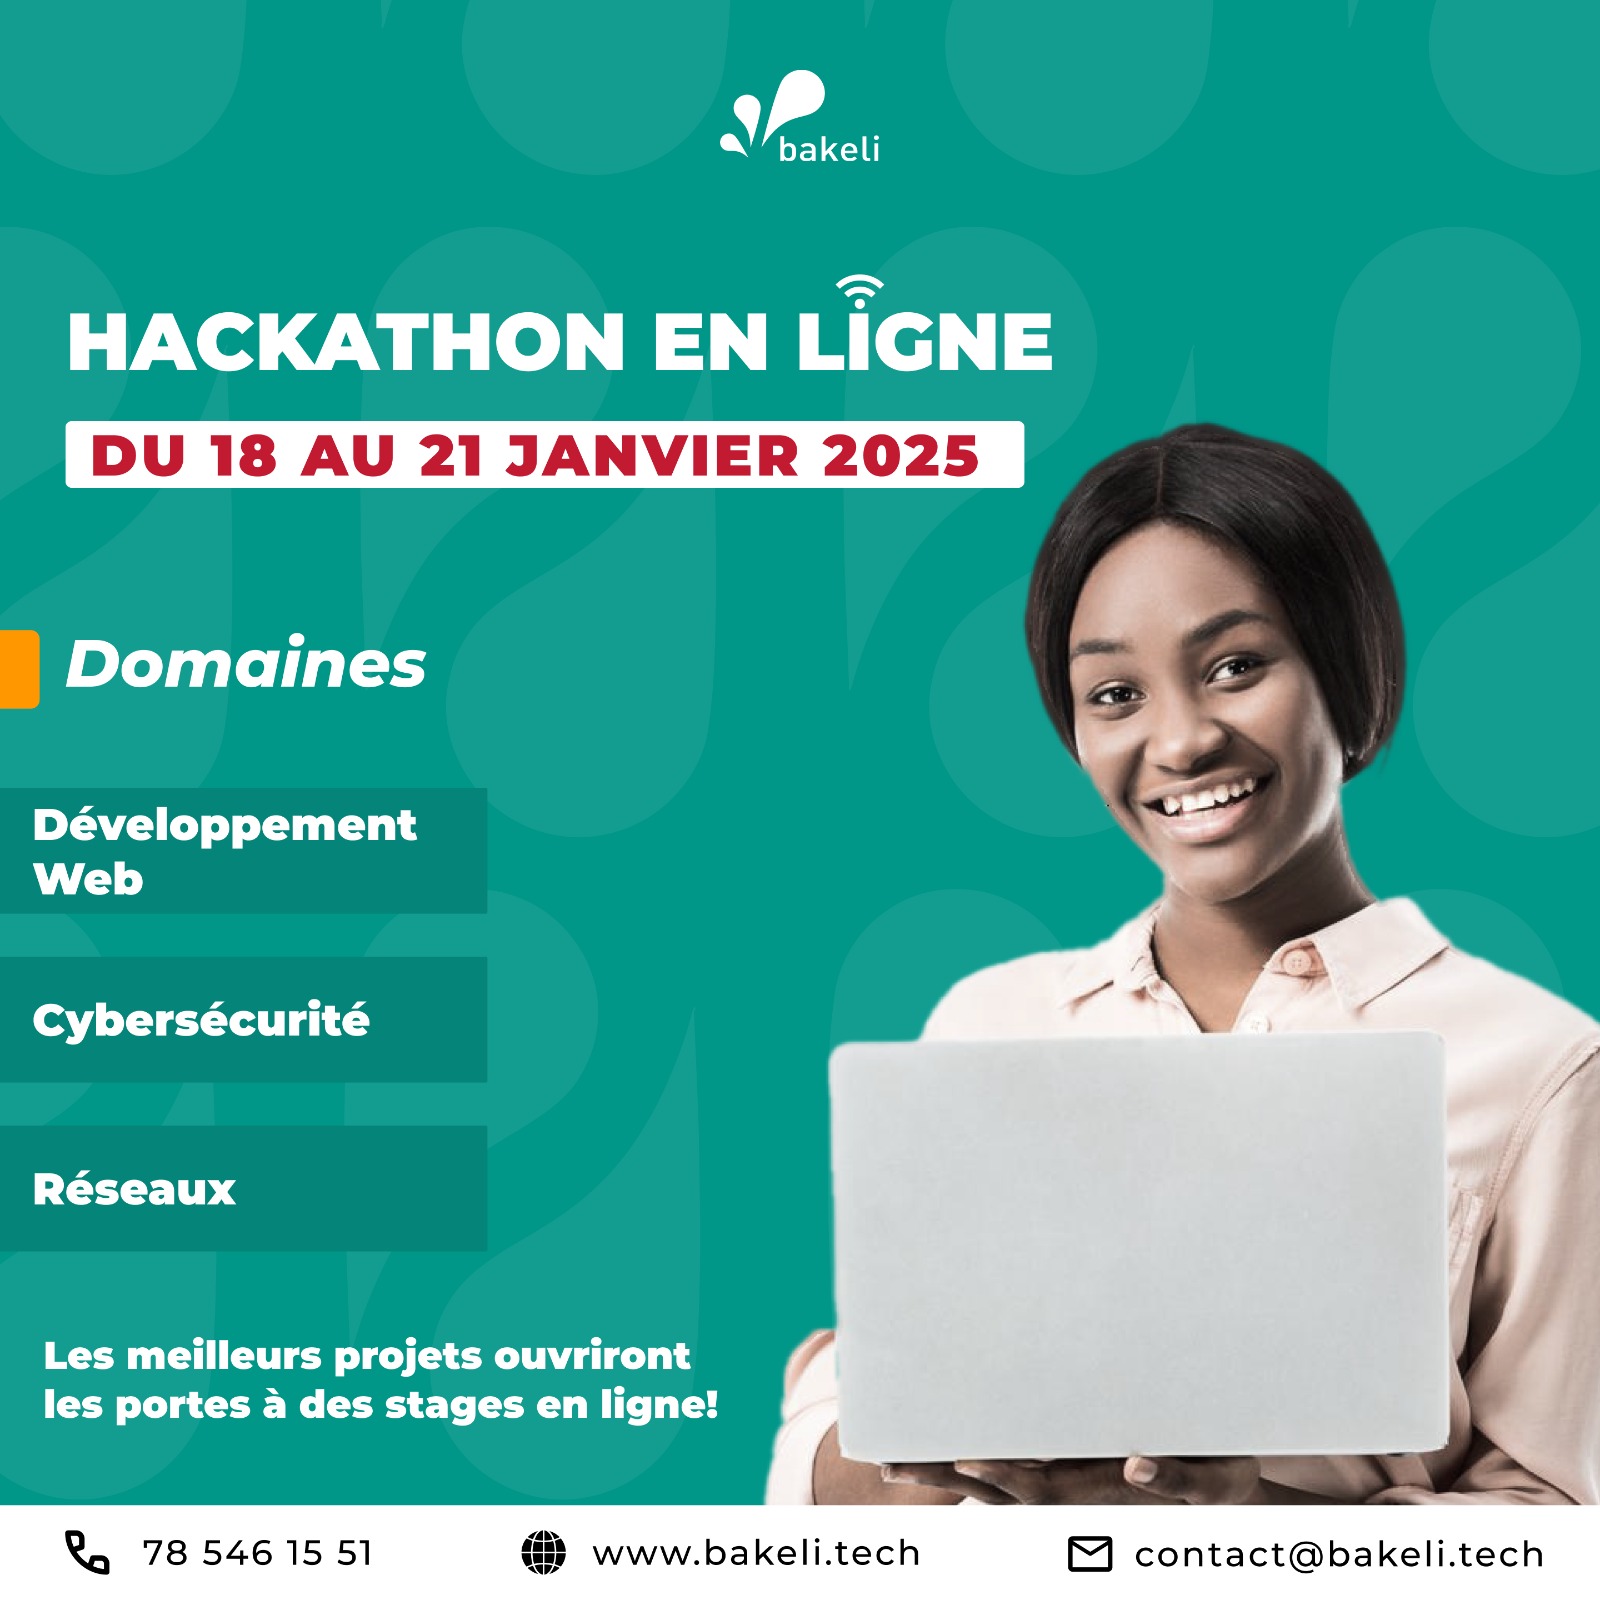 bakeli
HACKATHON EN LIGNE
DU 18 AU 21 JANVIER 2025
Domaines
Développement
Web
Cybersécurité
Réseaux
Les meilleurs projets ouvriront
les portes à des stages en ligne!
78 546 15 51
www.bakeli.tech
contact@bakeli.tech